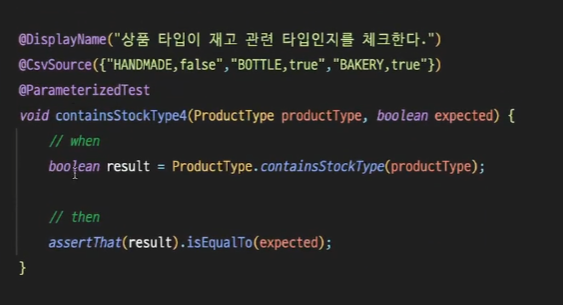 @DisplayName("상품 타입이 재고 관련 타입인지를 체크한다.")
@CsvSource({"HANDMADE,false","BOTTLE,true","BAKERY,true"})
@ParameterizedTest
void containsStockType4(ProductType productType, boolean expected) {
// when
boolean result = ProductType.containsStockType(productType);
// then
assertThat(result).isEqualTo(expected);
}